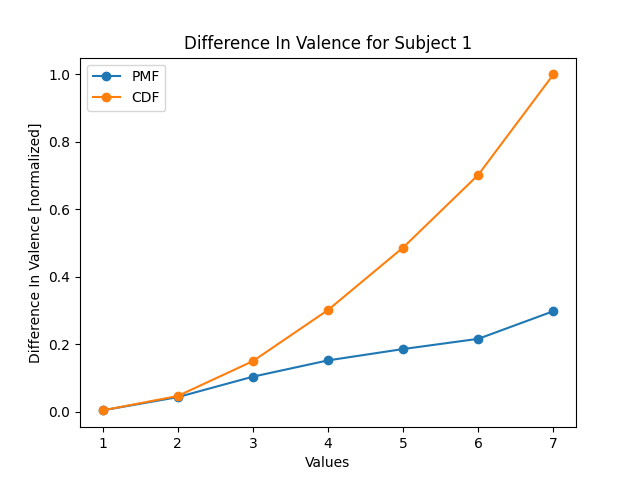 Difference In Valence for Subject 1
PMF
CDF
Difference In Valence [normalized]
1.0
0.8
0.6
0.4
0.2
0.0
1 2 3 4 5 6 7
Values